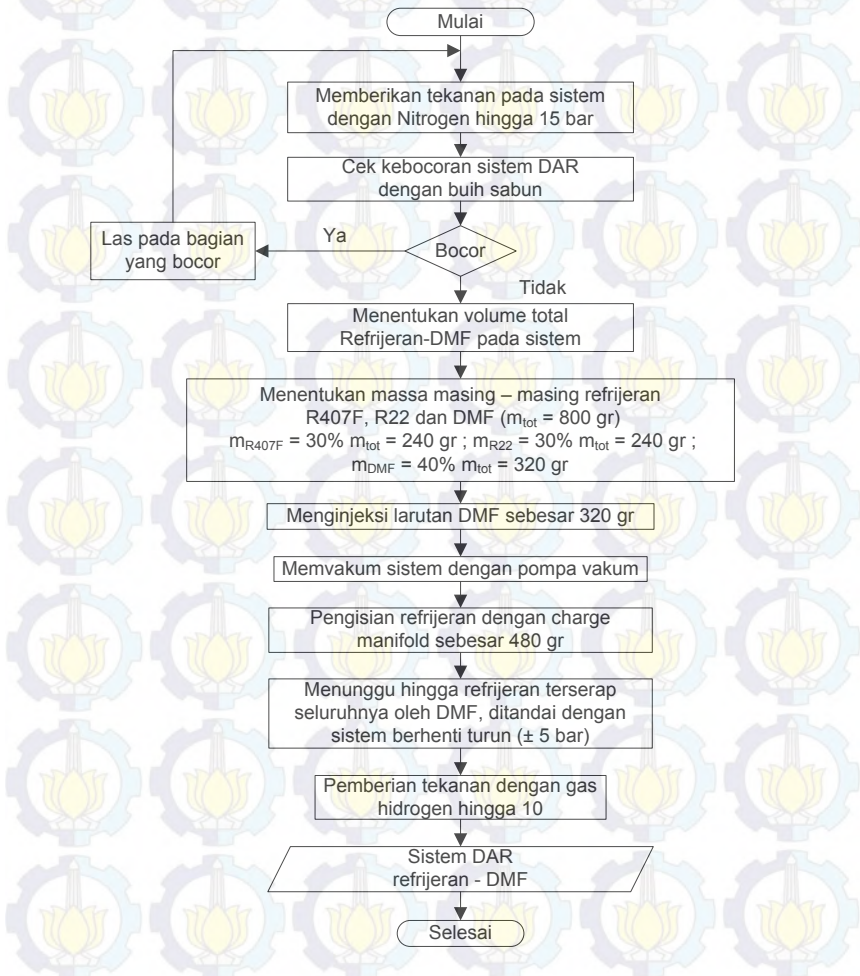 Mulai
Memberikan tekanan pada sistem
dengan Nitrogen hingga 15 bar
Cek kebocoran sistem DAR
dengan buih sabun
Las pada bagian
yang bocor
Ya
Bocor
Tidak
Menentukan volume total
Refrijeran-DMF pada sistem
Menentukan massa masing – masing refrijeran
R407F, R22 dan DMF (mtot = 800 gr)
mR407F = 30% mtot = 240 gr ; mR22 = 30% mtot = 240 gr ;
mDMF = 40% mtot = 320 gr
Menginjeksi larutan DMF sebesar 320 gr
Memvakum sistem dengan pompa vakum
Pengisian refrijeran dengan charge
manifold sebesar 480 gr
Menunggu hingga refrijeran terserap
seluruhnya oleh DMF, ditandai dengan
sistem berhenti turun (± 5 bar)
Pemberian tekanan dengan gas
hidrogen hingga 10
Sistem DAR
refrijeran - DMF
Selesai